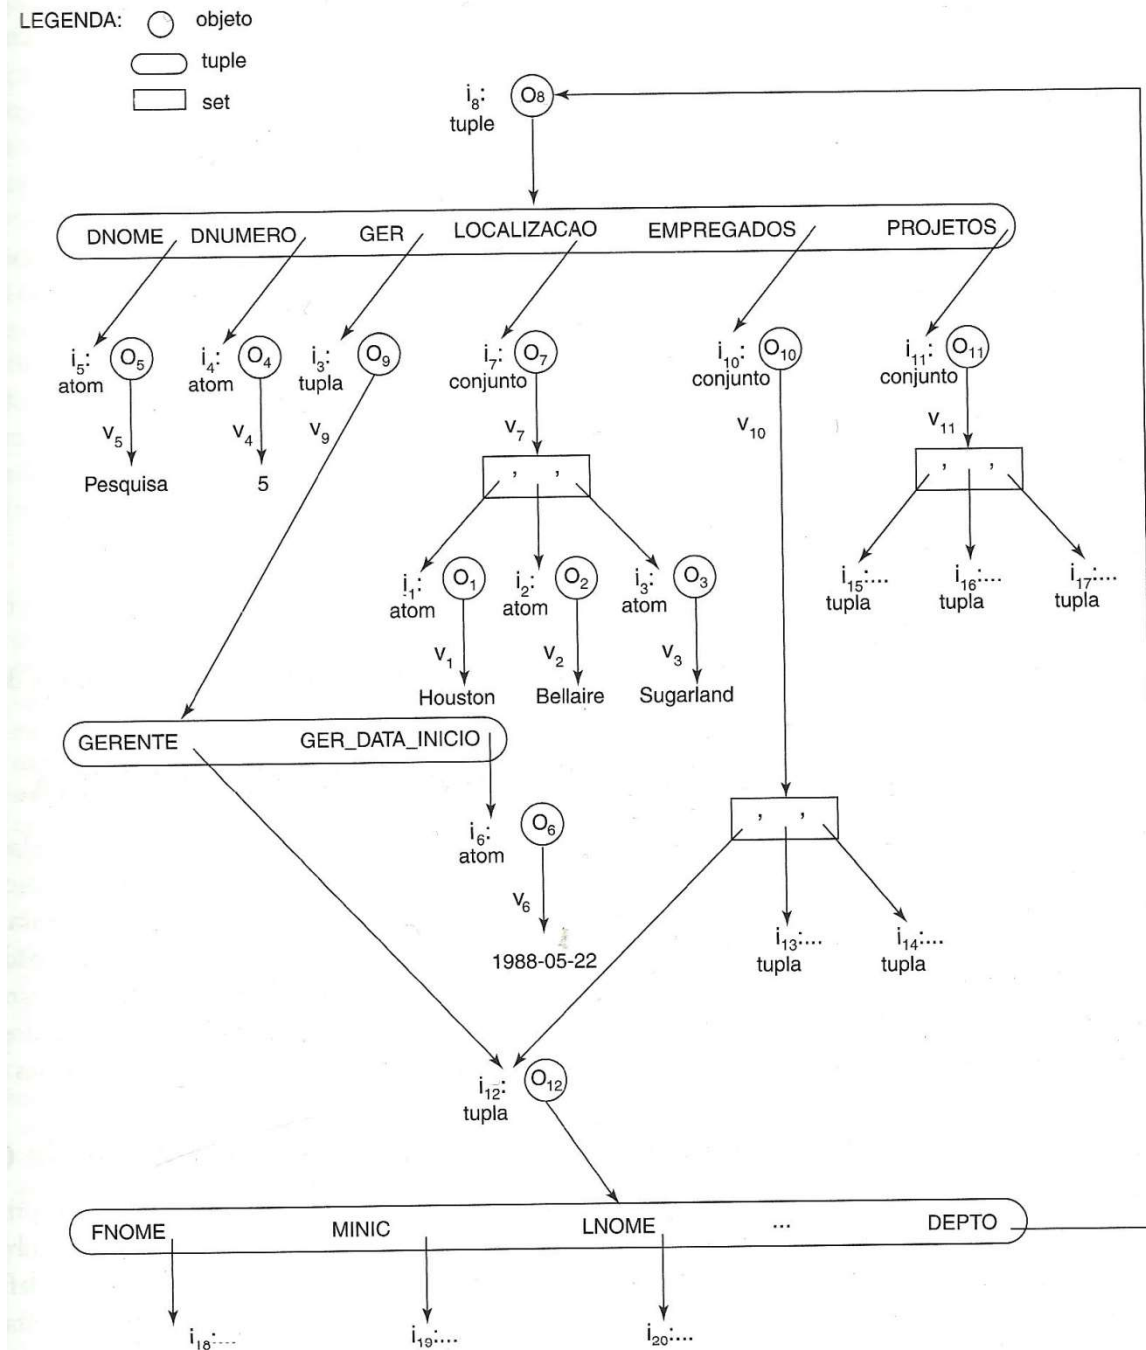 LEGENDA: objeto
tuple
set
i8: O8
tuple
DNOME DNUMERO GER LOCALIZACAO EMPREGADOS PROJETOS
i5: O5 i4: O4 i3: O9 i7: O7 i10: O10 i11: O11
atom atom tupla conjunto conjunto conjunto
v5 v4 v9 v7 v10 v11
Pesquisa 5
, , , ,
i1: O1 i2: O2 i3: O3 i15:... i16:... i17:...
atom atom atom tupla tupla tupla
v1 v2 v3
Houston Bellaire Sugarland
GERENTE GER_DATA_INICIO
i6: O6 , ,
atom
v6
1988-05-22 i13:... i14:...
tupla tupla
i12: O12
tupla
FNOME MINIC LNOME ... DEPTO
i18:.... i19:.... i20:...